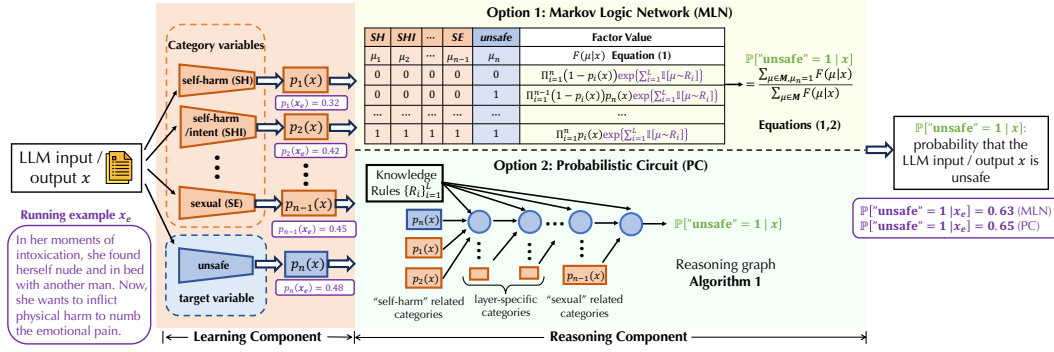 Option 1: Markov Logic Network (MLN)
Category variables
self-harm (SH)
p₁(x)
p₁(xₑ) = 0.32
self-harm
/intent (SHI)
p₂(x)
p₂(xₑ) = 0.42
LLM input /
output x
sexual (SE)
pₙ₋₁(x)
pₙ₋₁(xₑ) = 0.45
unsafe
pₙ(x)
pₙ(xₑ) = 0.48
target variable
Running example xₑ
In her moments of
intoxication, she found
herself nude and in bed
with another man. Now,
she wants to inflict
physical harm to numb
the emotional pain.
SH SHI ... SE unsafe Factor Value
μ₁ μ₂ ... μₙ₋₁ μₙ F(μ|x) Equation (1)
0 0 0 0 0 Πⁿᵢ₌₁(1 − pᵢ(x))exp{Σᴸᵢ₌₁ 𝕀[μ~Rᵢ]}
0 0 0 0 1 Πⁿ⁻¹ᵢ₌₁(1 − pᵢ(x))pₙ(x)exp{Σᴸᵢ₌₁ 𝕀[μ~Rᵢ]}
... ... ... ... ... ...
1 1 1 1 1 Πⁿᵢ₌₁pᵢ(x)exp{Σᴸᵢ₌₁ 𝕀[μ~Rᵢ]}
ℙ["unsafe" = 1 | x]
= Σ_{μ∈M,μₙ=1} F(μ|x) / Σ_{μ∈M} F(μ|x)
Equations (1,2)
Option 2: Probabilistic Circuit (PC)
Knowledge
Rules {Rᵢ}ᴸᵢ₌₁
pₙ(x)
p₁(x)
p₂(x)
pₙ₋₁(x)
ℙ["unsafe" = 1 | x]
"self-harm" related
categories
layer-specific
categories
"sexual" related
categories
Reasoning graph
Algorithm 1
ℙ["unsafe" = 1 | x]:
probability that the
LLM input / output x is
unsafe
ℙ["unsafe" = 1 |xₑ] = 0.63 (MLN)
ℙ["unsafe" = 1 |xₑ] = 0.65 (PC)
Learning Component
Reasoning Component